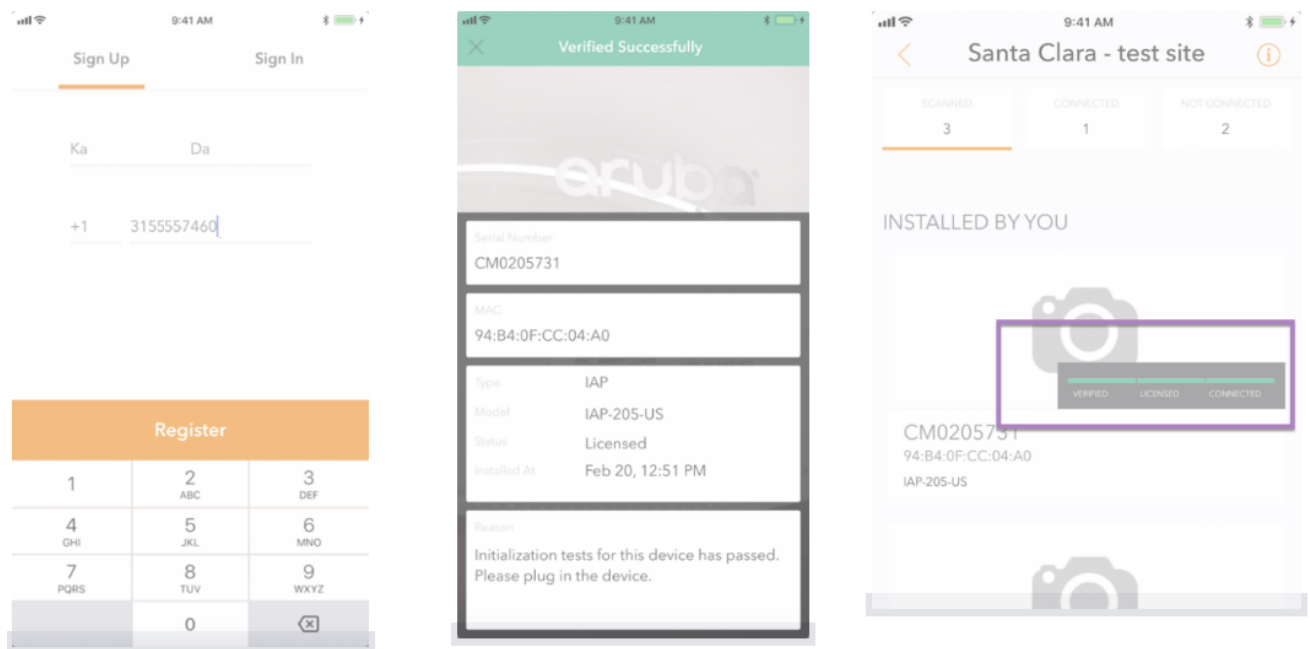 9:41 AM
Sign Up Sign In
Ka Da
+1 3155557460
Register
1 2 3
ABC DEF
4 5 6
GHI JKL MNO
7 8 9
PQRS TUV WXYZ
0
9:41 AM
Verified Successfully
aruba
Serial Number
CM0205731
MAC
94:B4:0F:CC:04:A0
Type IAP
Model IAP-205-US
Status Licensed
Installed At Feb 20, 12:51 PM
Reason
Initialization tests for this device has passed.
Please plug in the device.
9:41 AM
Santa Clara - test site
SCANNED CONNECTED NOT CONNECTED
3 1 2
INSTALLED BY YOU
VERIFIED LICENSED CONNECTED
CM0205731
94:B4:0F:CC:04:A0
IAP-205-US